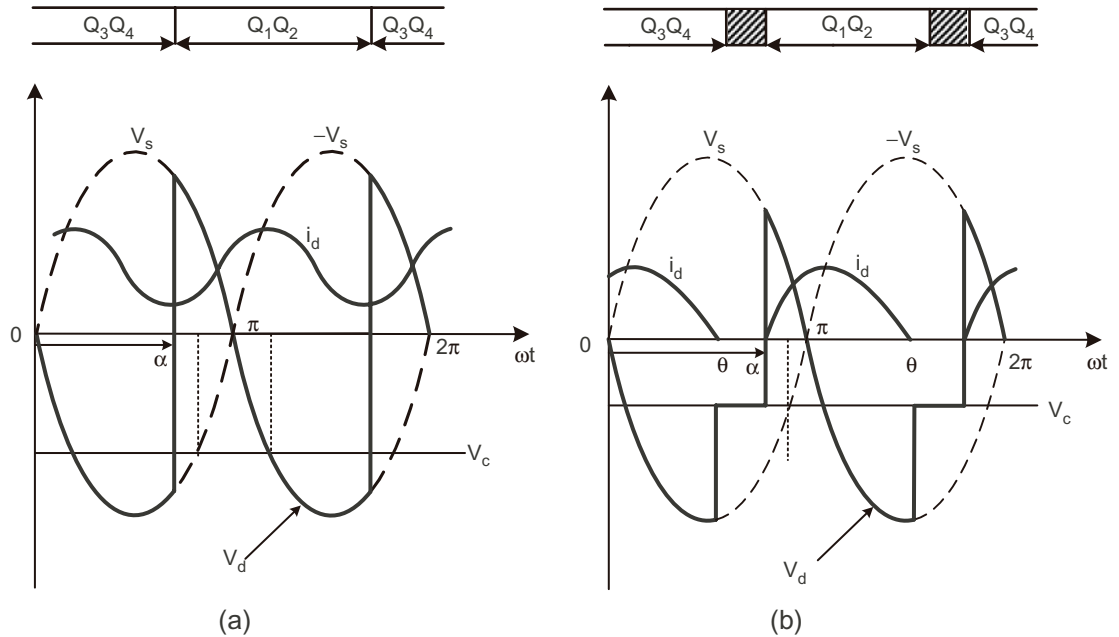 Q3Q4 Q1Q2 Q3Q4
Vs –Vs
id
0 α π 2π
ωt
Vc
Vd
(a)
Q3Q4 Q1Q2 Q3Q4
Vs –Vs
id id
0 θ α π θ 2π
ωt
Vc
Vd
(b)